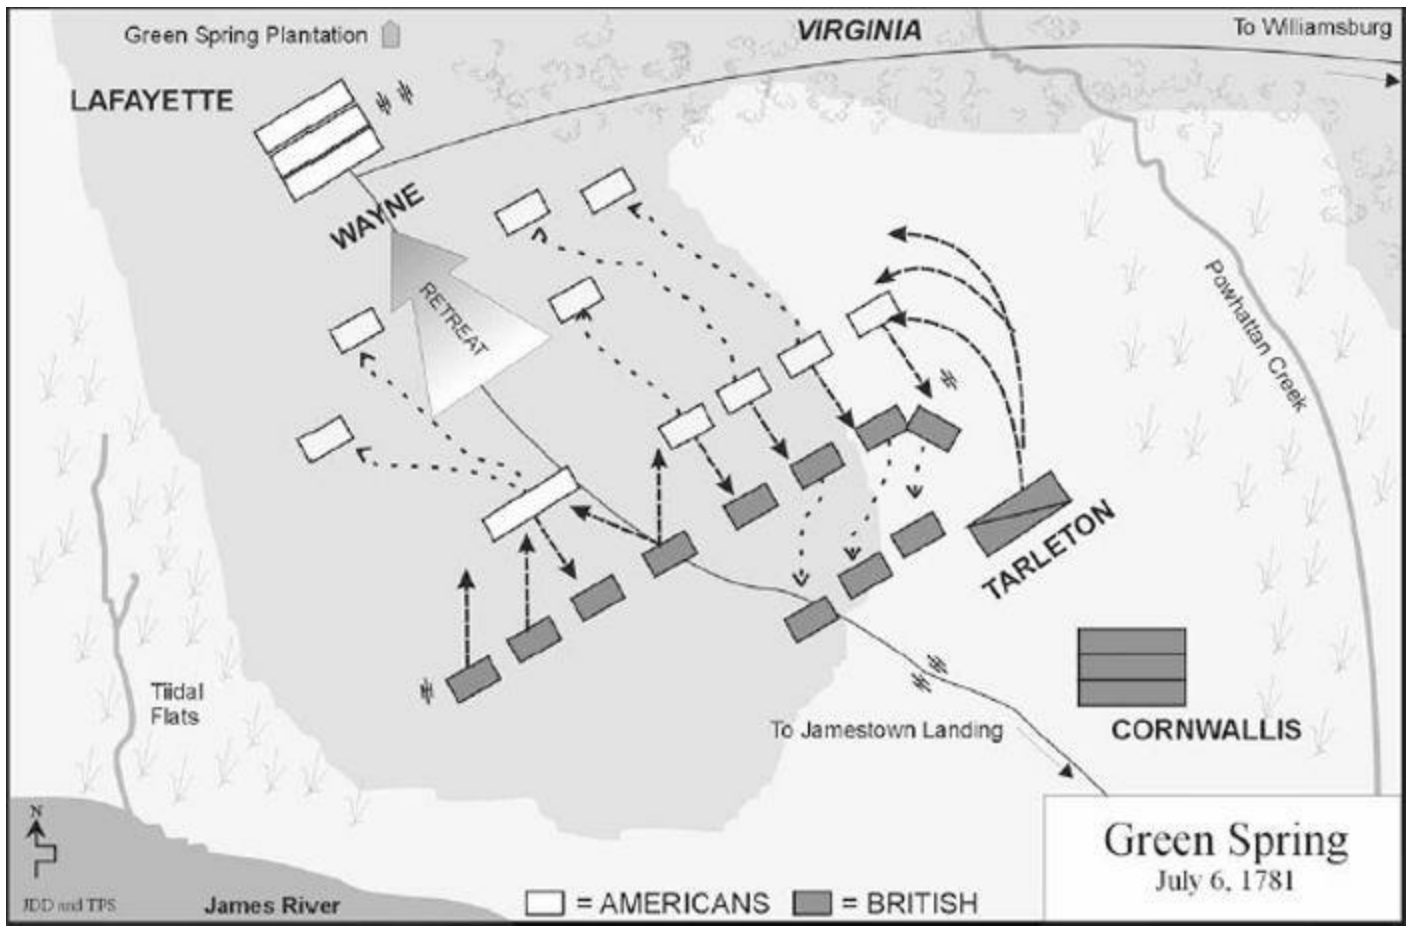 Green Spring Plantation
VIRGINIA
To Williamsburg
LAFAYETTE
WAYNE
RETREAT
Powhattan Creek
TARLETON
Tiidal
Flats
To Jamestown Landing
CORNWALLIS
N
JDD and TPS
James River
= AMERICANS
= BRITISH
Green Spring
July 6, 1781